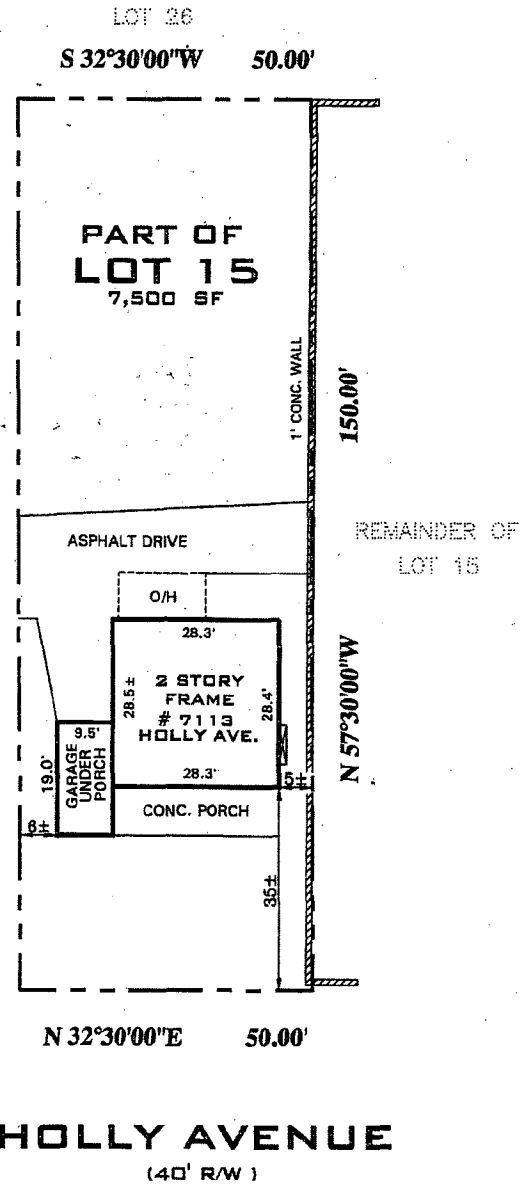 LOT 26
S 32°30'00"W 50.00'
PART OF
LOT 15
7,500 SF
1' CONC. WALL
150.00'
ASPHALT DRIVE
REMAINDER OF
LOT 15
O/H
28.3'
28.5±
2 STORY
FRAME
# 7113
HOLLY AVE.
28.4'
N 57°30'00"W
9.5'
19.0'
GARAGE
UNDER
PORCH
28.3'
5±
CONC. PORCH
6±
35±
N 32°30'00"E 50.00'
HOLLY AVENUE
(40' R/W )